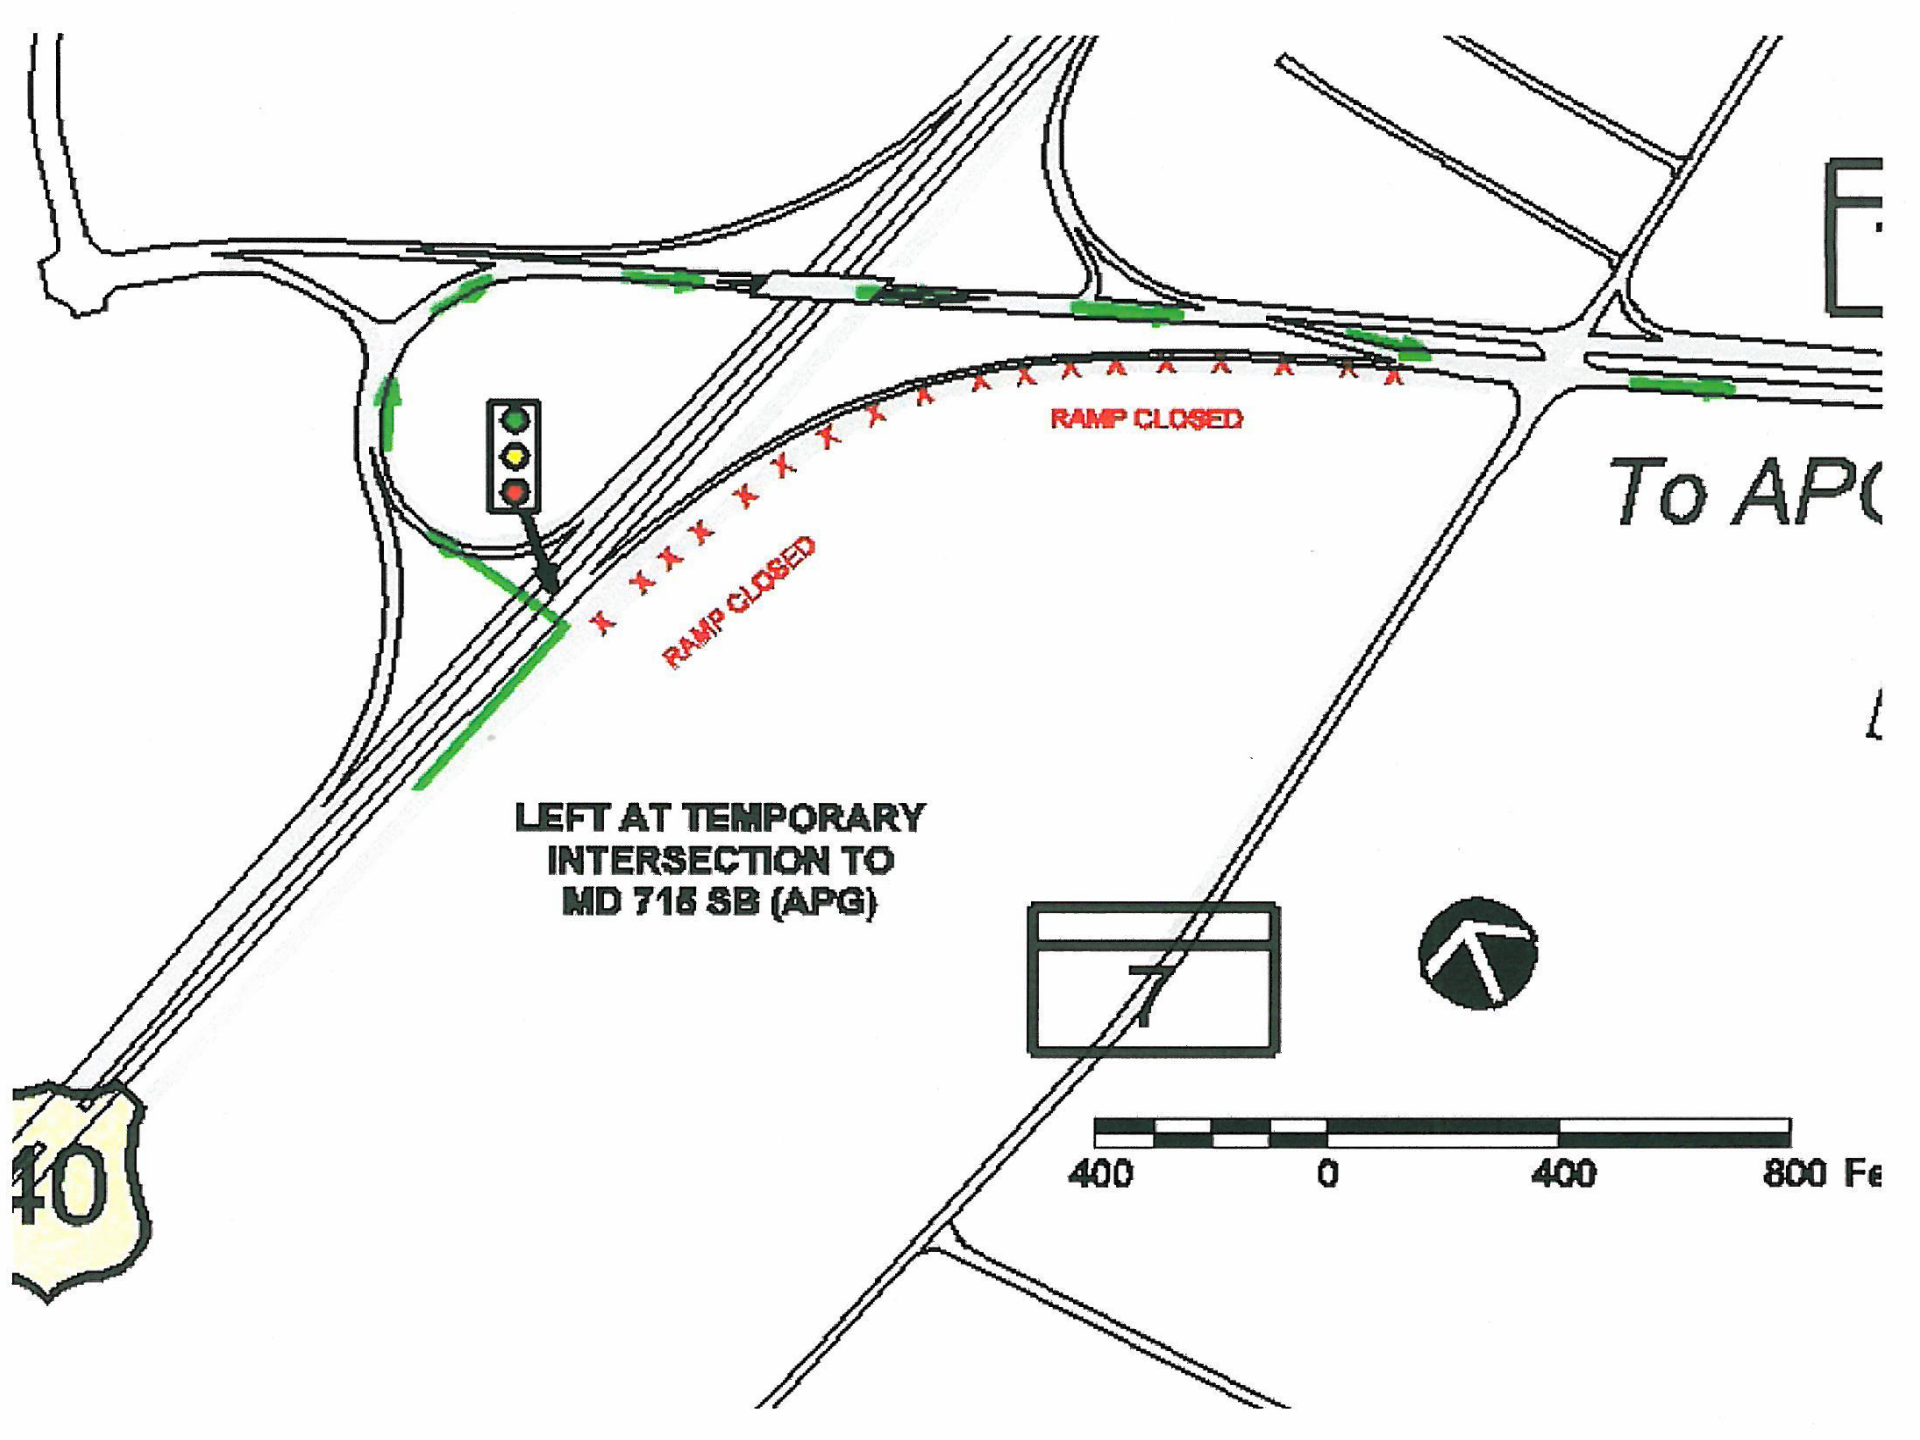 RAMP CLOSED
To AP
RAMP CLOSED
LEFT AT TEMPORARY
INTERSECTION TO
MD 715 SB (APG)
7
40
400 0 400 800 Fe